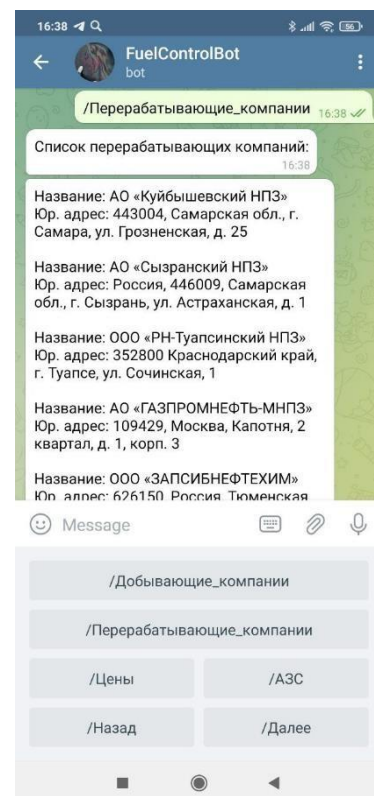 16:38
56
FuelControlBot
bot
/Перерабатывающие_компании 16:38
Список перерабатывающих компаний:
16:38
Название: АО «Куйбышевский НПЗ»
Юр. адрес: 443004, Самарская обл., г.
Самара, ул. Грозненская, д. 25
Название: АО «Сызранский НПЗ»
Юр. адрес: Россия, 446009, Самарская
обл., г. Сызрань, ул. Астраханская, д. 1
Название: ООО «РН-Туапсинский НПЗ»
Юр. адрес: 352800 Краснодарский край,
г. Туапсе, ул. Сочинская, 1
Название: АО «ГАЗПРОМНЕФТЬ-МНПЗ»
Юр. адрес: 109429, Москва, Капотня, 2
квартал, д. 1, корп. 3
Название: ООО «ЗАПСИБНЕФТЕХИМ»
Юр. адрес: 626150, Россия, Тюменская
Message
/Добывающие_компании
/Перерабатывающие_компании
/Цены /АЗС
/Назад /Далее